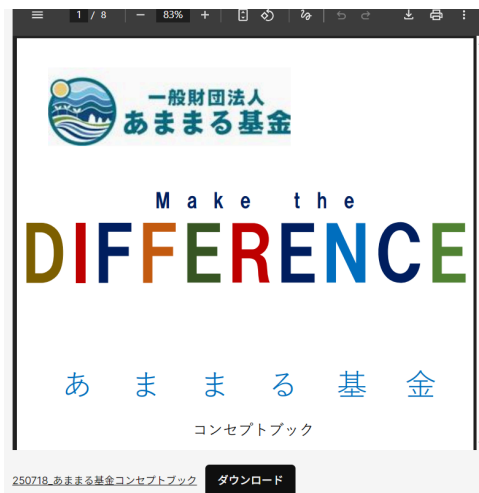 1 / 8 83%
一般財団法人
あままる基金
Make the
DIFFERENCE
あままる基金
コンセプトブック
250718_あままる基金コンセプトブック ダウンロード